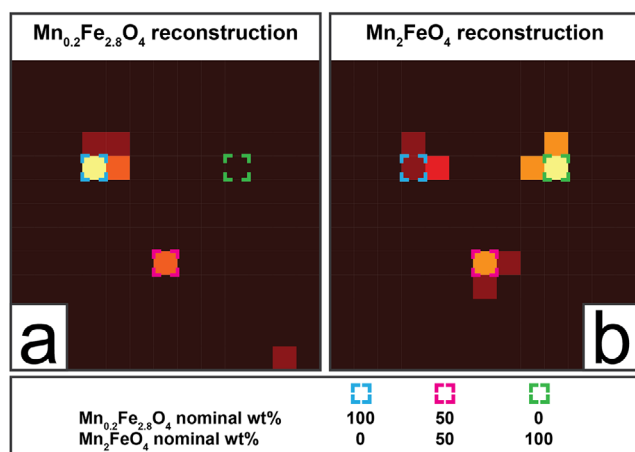 Mn0.2Fe2.8O4 reconstruction
Mn2FeO4 reconstruction
a
b
Mn0.2Fe2.8O4 nominal wt% 100 50 0
Mn2FeO4 nominal wt% 0 50 100